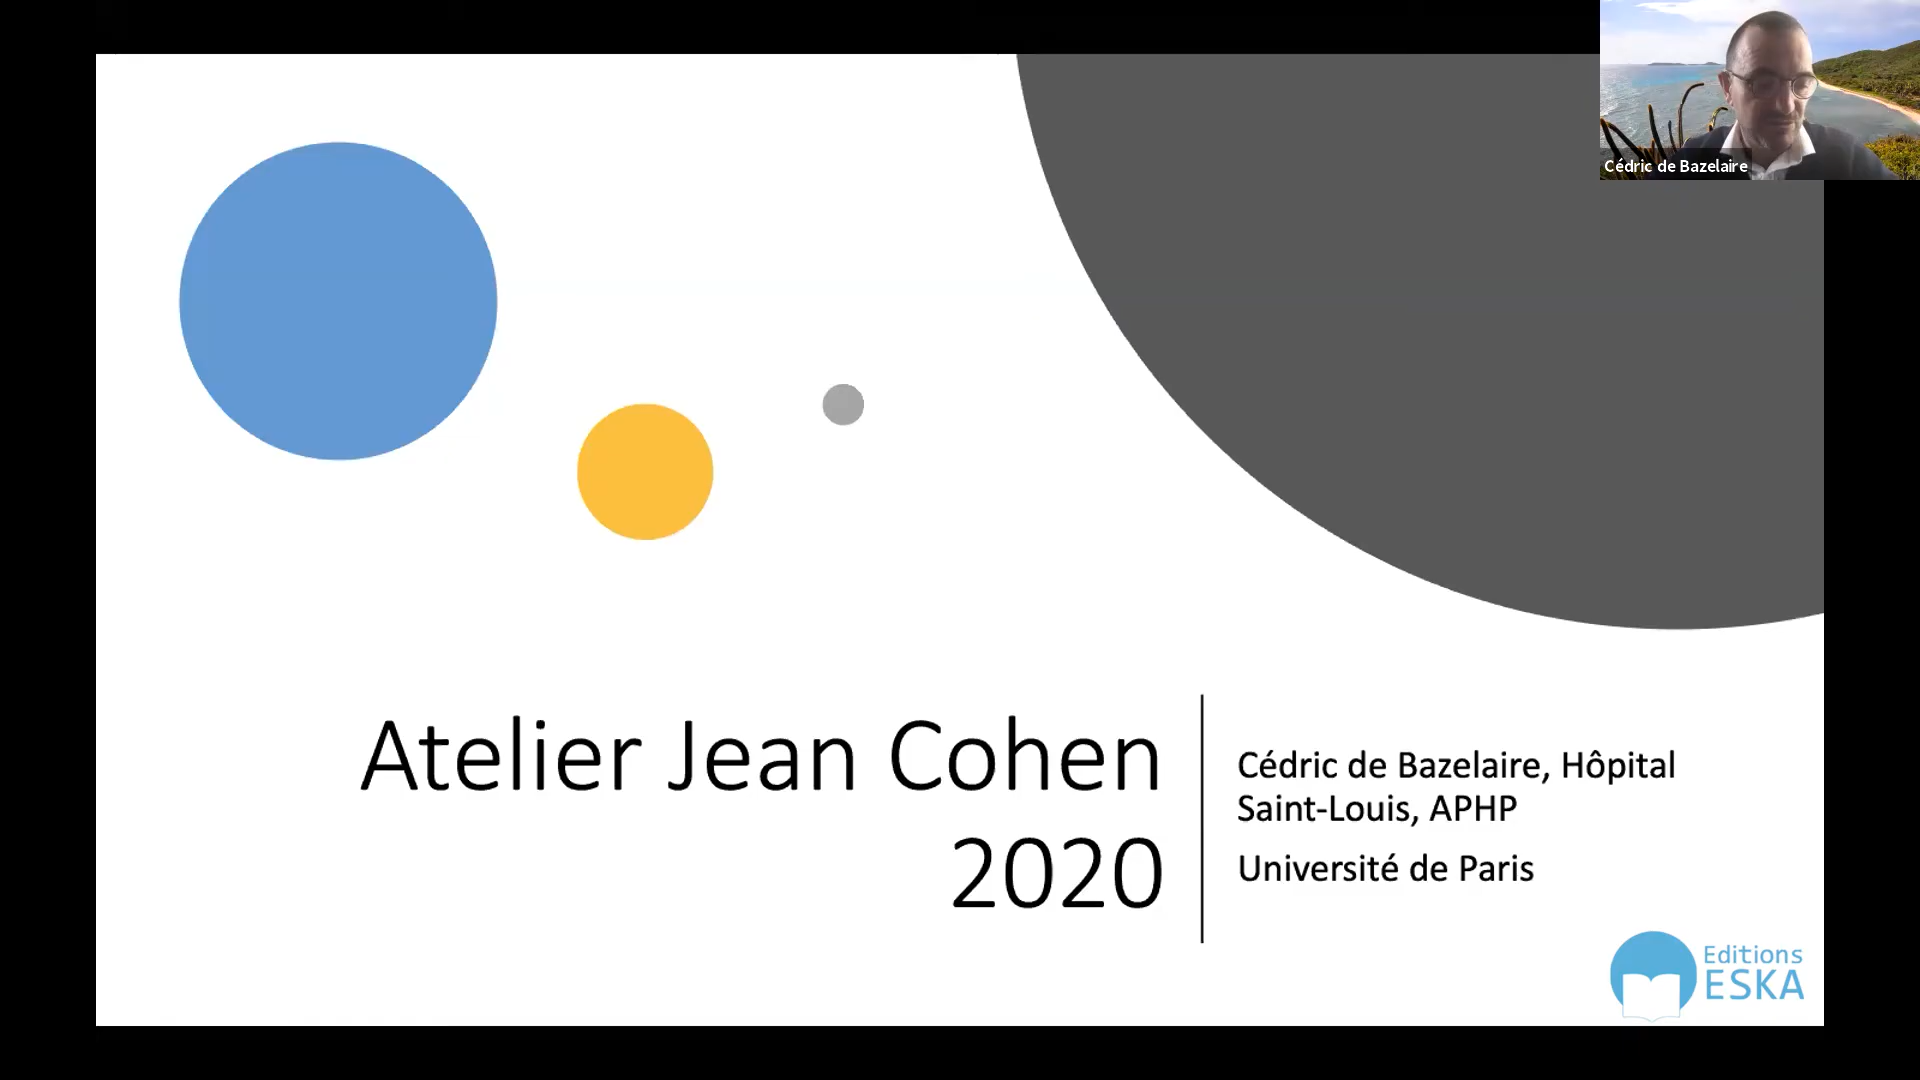 Cédric de Bazelaire
Atelier Jean Cohen
2020
Cédric de Bazelaire, Hôpital
Saint-Louis, APHP
Université de Paris
Editions
ESKA